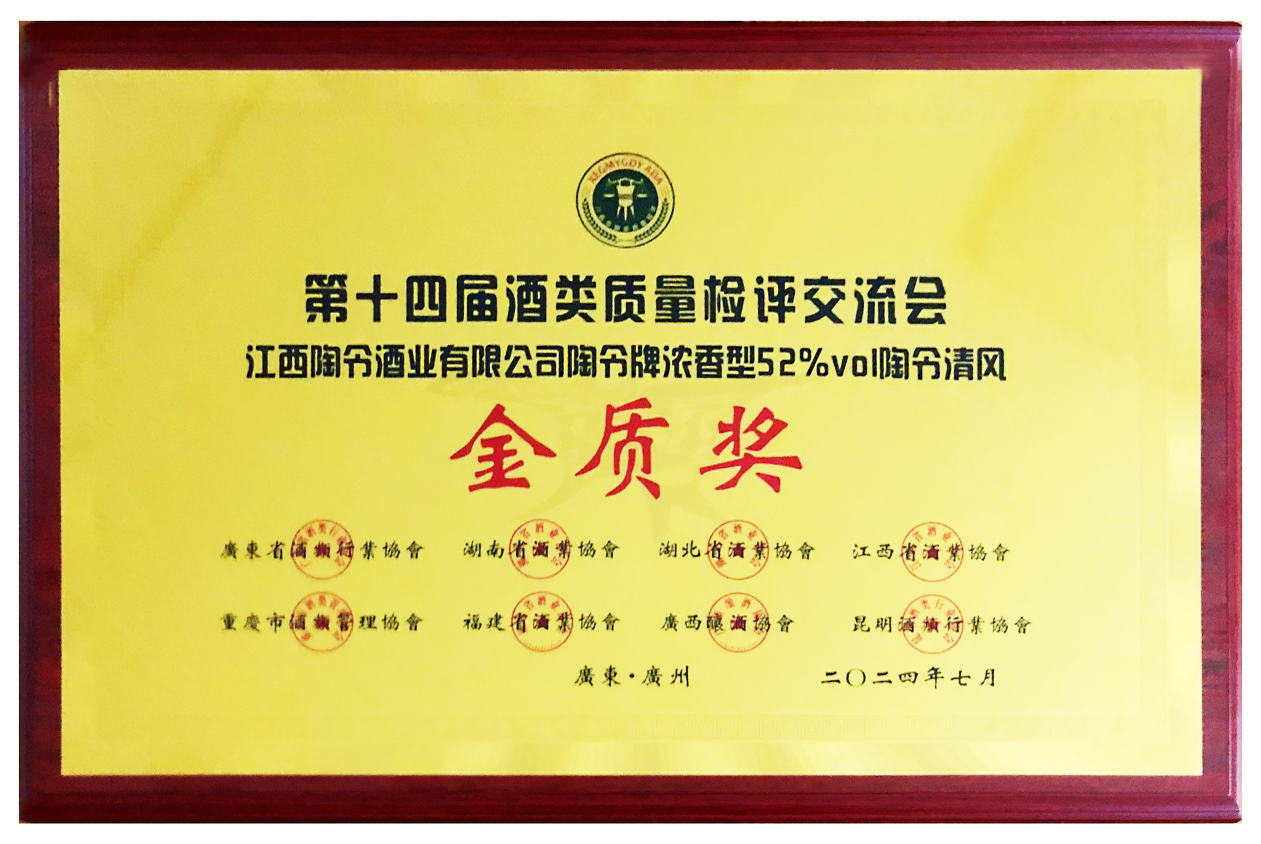 XEGMYGDY ADA
第十四届酒类质量检评交流会
江西陶令酒业有限公司陶令牌浓香型52%vol陶令清风
金质奖
廣東省酒類行業協會 湖南省酒業協會 湖北省酒業協會 江西省酒業協會
重慶市酒類管理協會 福建省酒業協會 廣西釀酒協會 昆明酒類行業協會
廣東·廣州 二〇二四年七月